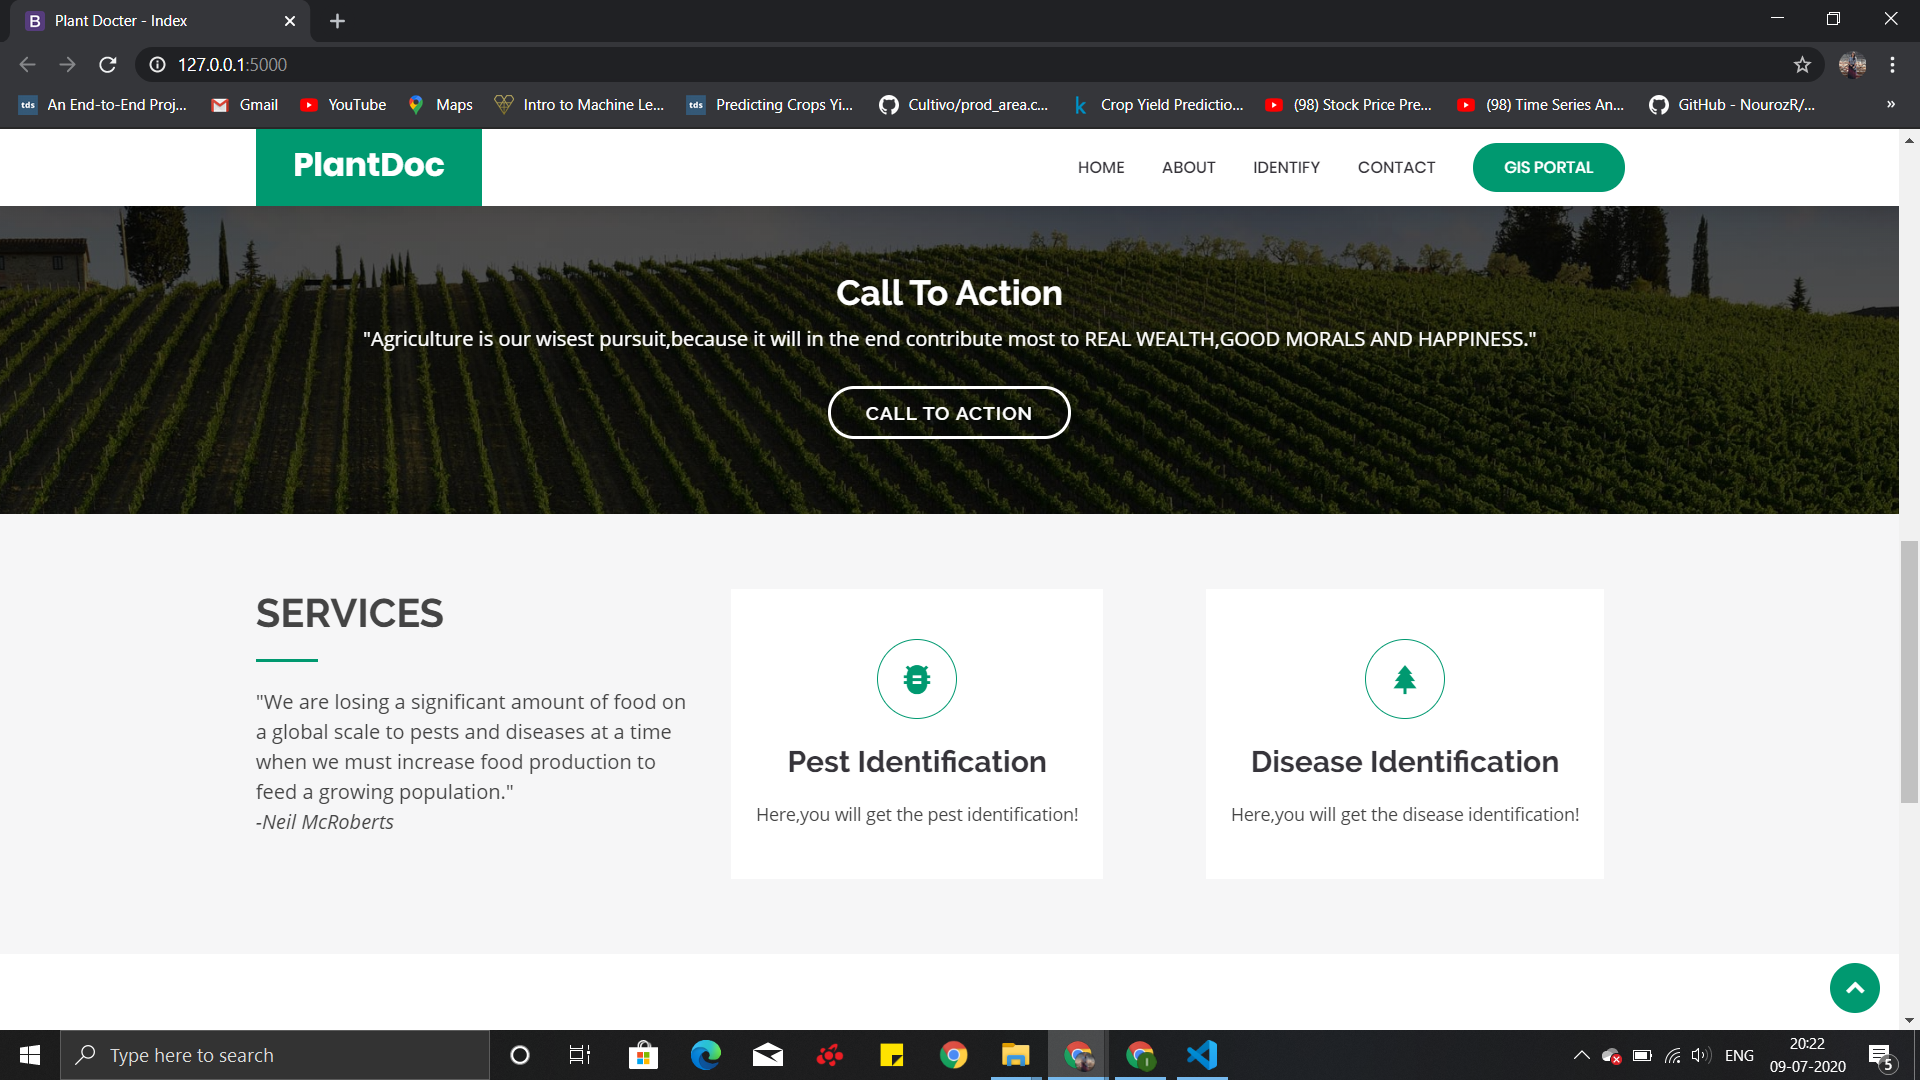 Plant Docter - Index
127.0.0.1:5000
An End-to-End Proj...
Gmail
YouTube
Maps
Intro to Machine Le...
Predicting Crops Yi...
Cultivo/prod_area.c...
Crop Yield Predictio...
(98) Stock Price Pre...
(98) Time Series An...
GitHub - NourozR/...
»
PlantDoc
HOME
ABOUT
IDENTIFY
CONTACT
GIS PORTAL
Call To Action
"Agriculture is our wisest pursuit,because it will in the end contribute most to REAL WEALTH,GOOD MORALS AND HAPPINESS."
CALL TO ACTION
SERVICES
"We are losing a significant amount of food on
a global scale to pests and diseases at a time
when we must increase food production to
feed a growing population."
-Neil McRoberts
Pest Identification
Here,you will get the pest identification!
Disease Identification
Here,you will get the disease identification!
Type here to search
ENG
20:22
09-07-2020
5